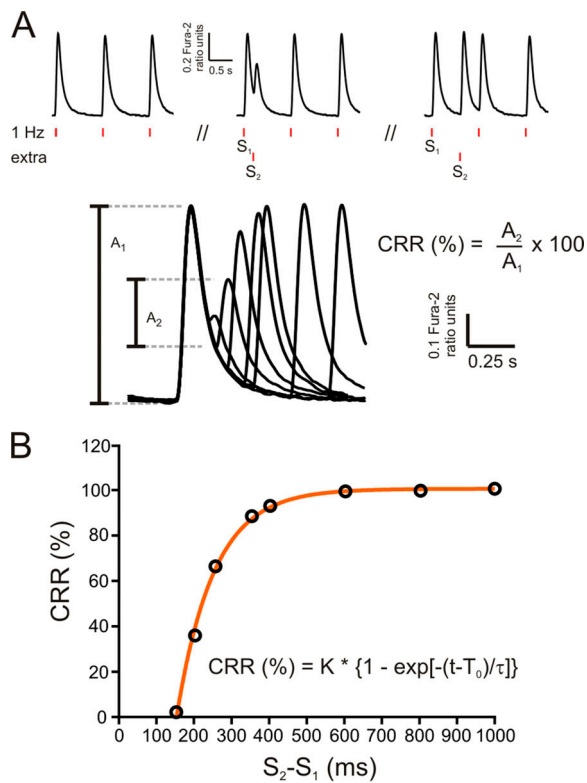 A
0.2 Fura-2
ratio units
0.5 s
1 Hz
//
//
extra
S1
S2
S1
S2
A1
A2
CRR (%) = A2/A1 x 100
0.1 Fura-2
ratio units
0.25 s
B
CRR (%)
120
100
80
60
40
20
0
CRR (%) = K * {1 - exp[-(t-T0)/τ]}
0 100 200 300 400 500 600 700 800 900 1000
S2-S1 (ms)